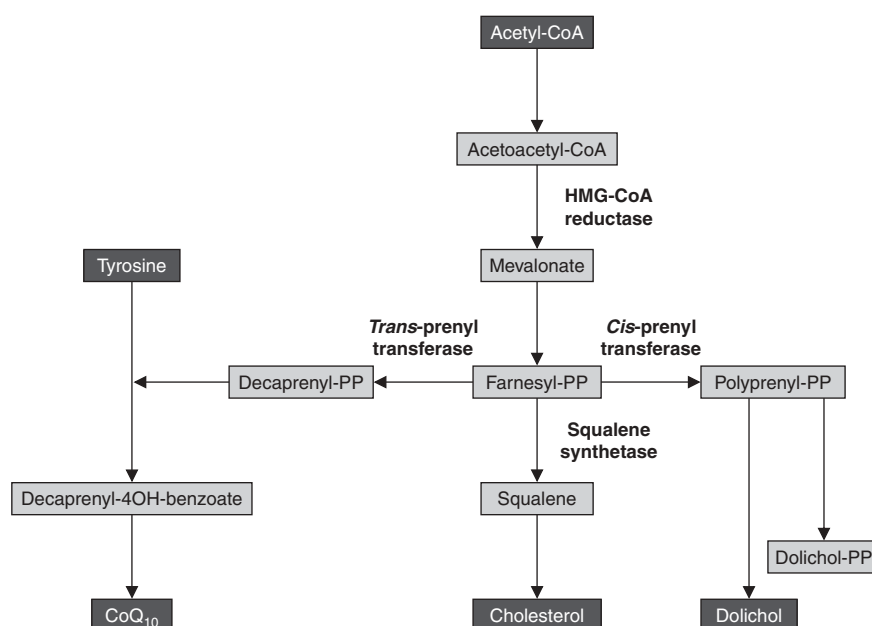 Acetyl-CoA
Acetoacetyl-CoA
HMG-CoA
reductase
Tyrosine
Mevalonate
Trans-prenyl
transferase
Cis-prenyl
transferase
Decaprenyl-PP
Farnesyl-PP
Polyprenyl-PP
Squalene
synthetase
Decaprenyl-4OH-benzoate
Squalene
Dolichol-PP
CoQ₁₀
Cholesterol
Dolichol